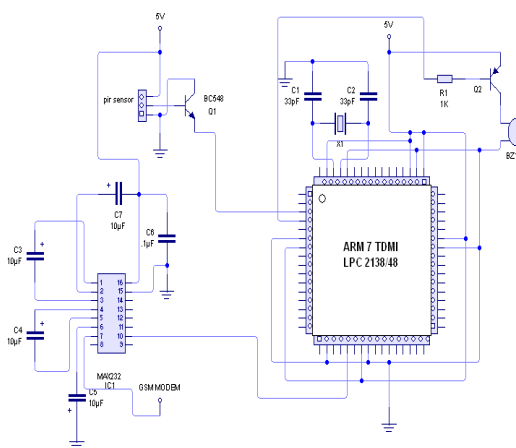 5V
5V
pir sensor
BC548
Q1
C1
33pF
C2
33pF
X1
R1
1K
Q2
BZ1
C7
10µF
C6
.1µF
C3
10µF
C4
10µF
C5
10µF
1
2
3
4
5
6
7
8
16
15
14
13
12
11
10
9
MAX232
IC1
GSM MODEM
ARM 7 TDMI
LPC 2138/48